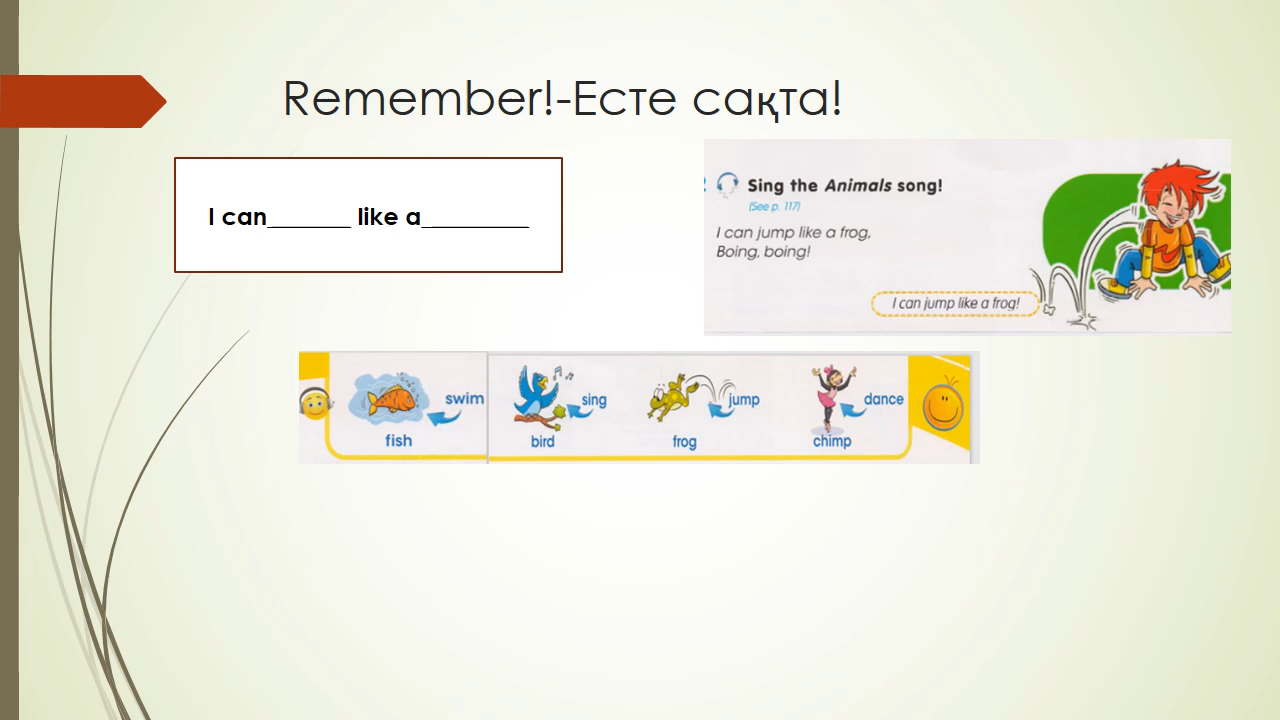 Remember!-Есте сақта!
I can_______ like a_________
Sing the Animals song!
(See p. 117)
I can jump like a frog,
Boing, boing!
I can jump like a frog!
swim
fish
sing
bird
jump
frog
dance
chimp